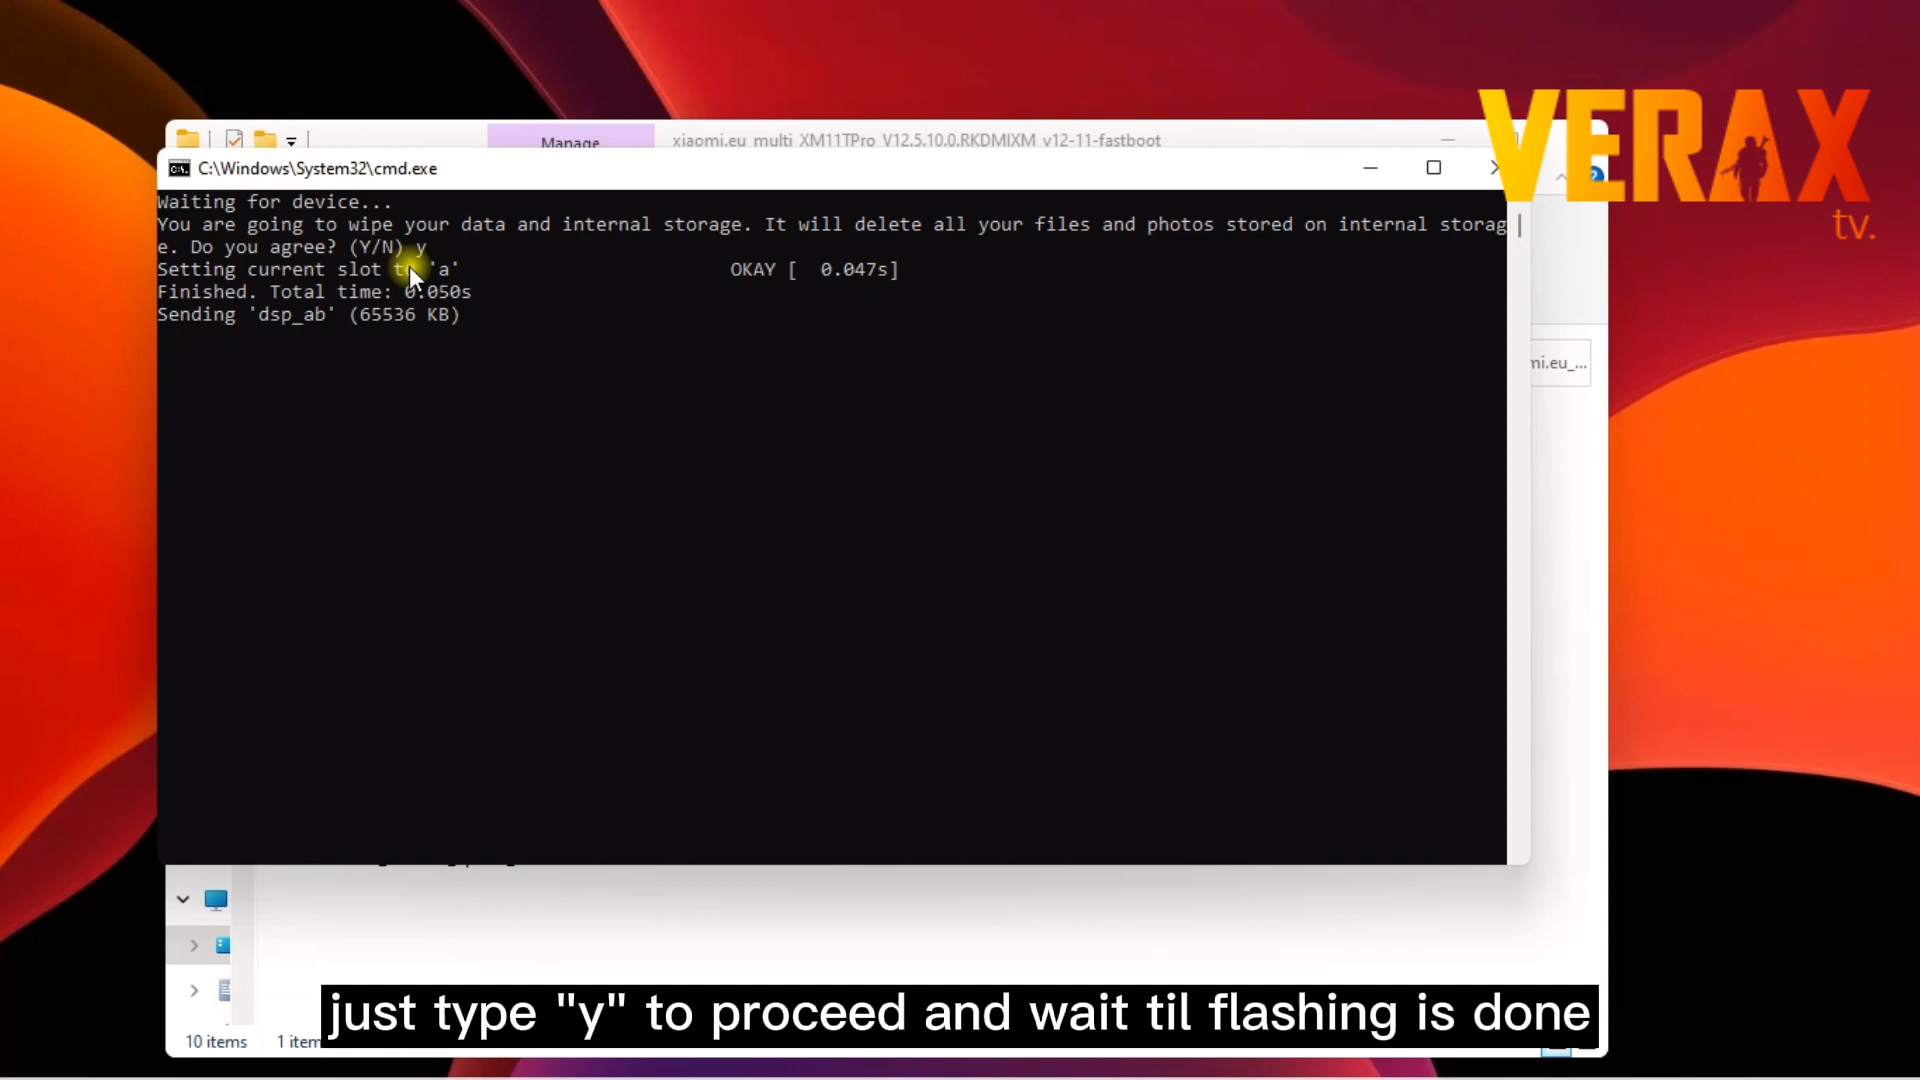 VERAX
tv.
Manage
xiaomi.eu_multi_XM11TPro_V12.5.10.0.RKDMIXM_v12-11-fastboot
C:\Windows\System32\cmd.exe
Waiting for device...
You are going to wipe your data and internal storage. It will delete all your files and photos stored on internal storag
e. Do you agree? (Y/N) y
Setting current slot to 'a' OKAY [ 0.047s]
Finished. Total time: 0.050s
Sending 'dsp_ab' (65536 KB)
mi.eu_...
just type "y" to proceed and wait til flashing is done
10 items 1 item